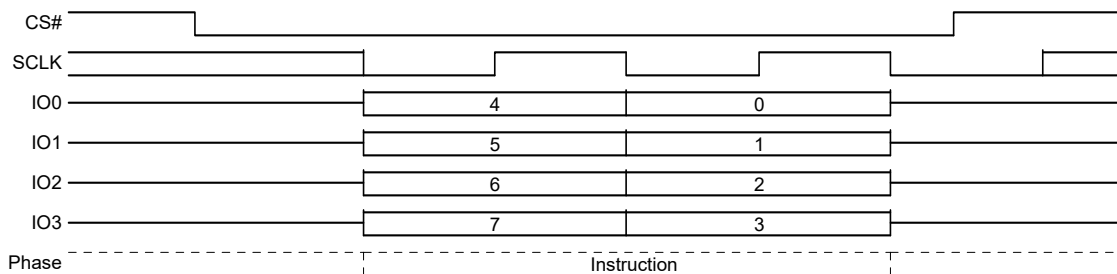 CS#
SCLK
IO0 4 0
IO1 5 1
IO2 6 2
IO3 7 3
Phase Instruction